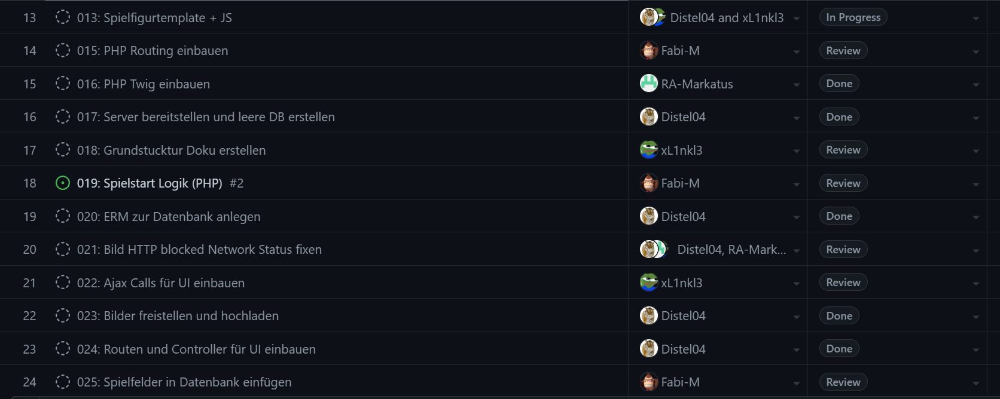 13 013: Spielfigurtemplate + JS Distel04 and xL1nkl3 In Progress
14 015: PHP Routing einbauen Fabi-M Review
15 016: PHP Twig einbauen RA-Markatus Done
16 017: Server bereitstellen und leere DB erstellen Distel04 Done
17 018: Grundstucktur Doku erstellen xL1nkl3 Review
18 019: Spielstart Logik (PHP) #2 Fabi-M Review
19 020: ERM zur Datenbank anlegen Distel04 Done
20 021: Bild HTTP blocked Network Status fixen Distel04, RA-Mark... Review
21 022: Ajax Calls für UI einbauen xL1nkl3 Review
22 023: Bilder freistellen und hochladen Distel04 Done
23 024: Routen und Controller für UI einbauen Distel04 Done
24 025: Spielfelder in Datenbank einfügen Fabi-M Review